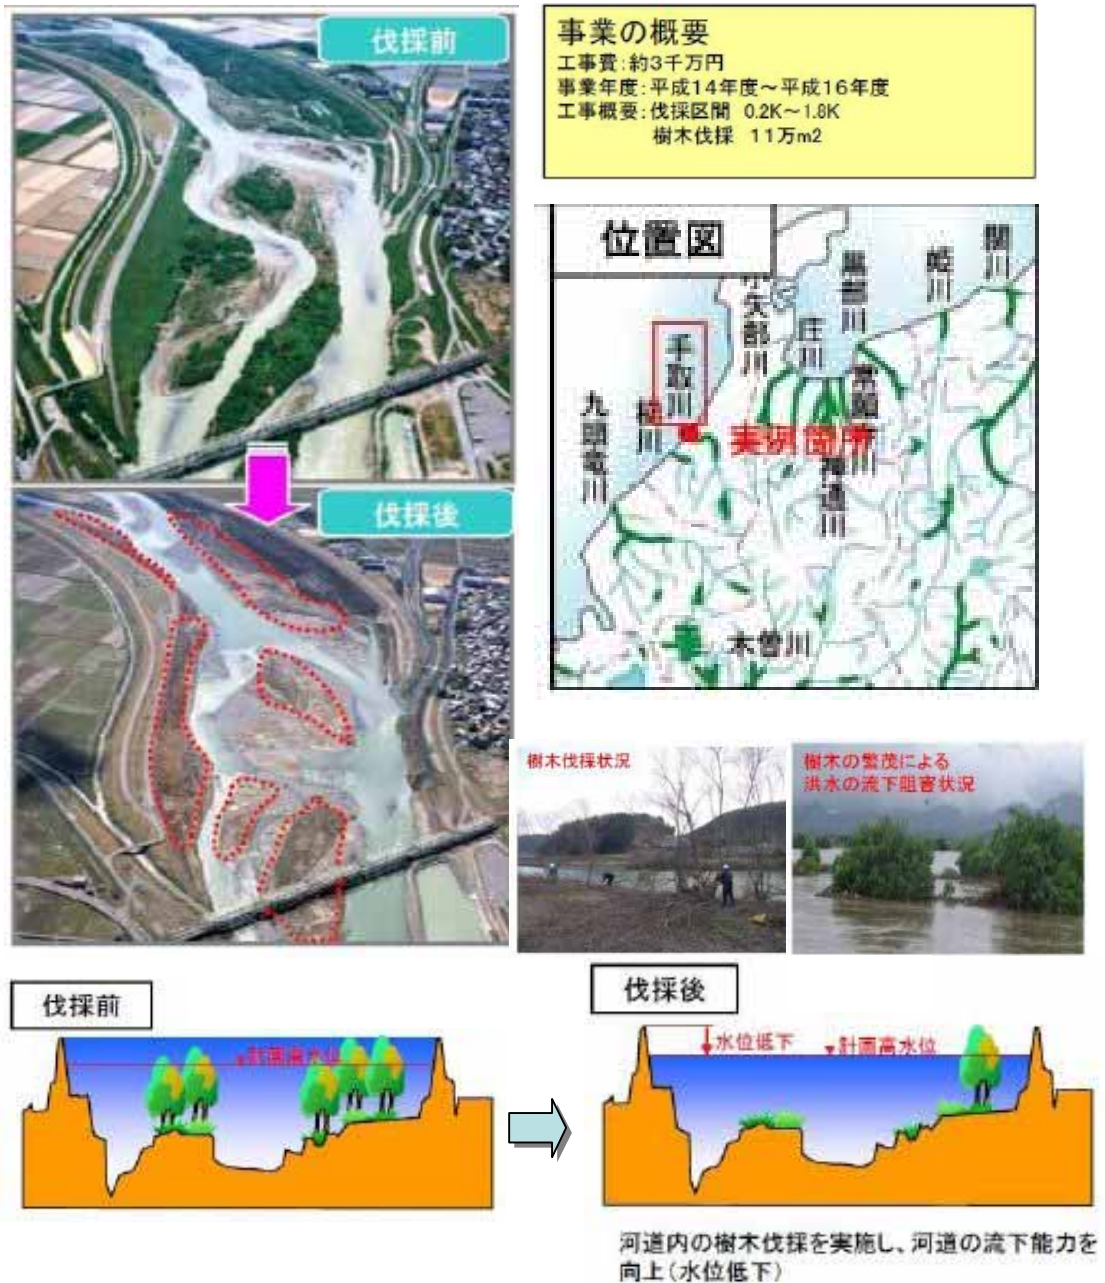 伐採前
事業の概要
工事費:約3千万円
事業年度:平成14年度～平成16年度
工事概要:伐採区間 0.2K～1.8K
樹木伐採 11万m2
位置図
関川
姫川
黒部川
小矢部川
庄川
常願寺川
手取川
梯川
九頭竜川
実例箇所
神通川
木曽川
伐採後
樹木伐採状況
樹木の繁茂による
洪水の流下阻害状況
伐採前
計画高水位
伐採後
水位低下
計画高水位
河道内の樹木伐採を実施し、河道の流下能力を
向上(水位低下)